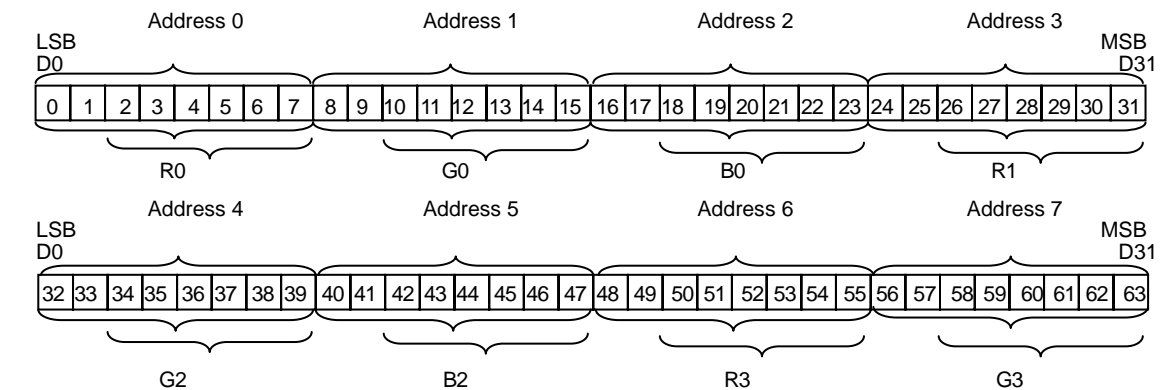 Address 0 Address 1 Address 2 Address 3
LSB MSB
D0 D31
0 1 2 3 4 5 6 7 8 9 10 11 12 13 14 15 16 17 18 19 20 21 22 23 24 25 26 27 28 29 30 31
R0 G0 B0 R1
Address 4 Address 5 Address 6 Address 7
LSB MSB
D0 D31
32 33 34 35 36 37 38 39 40 41 42 43 44 45 46 47 48 49 50 51 52 53 54 55 56 57 58 59 60 61 62 63
G2 B2 R3 G3